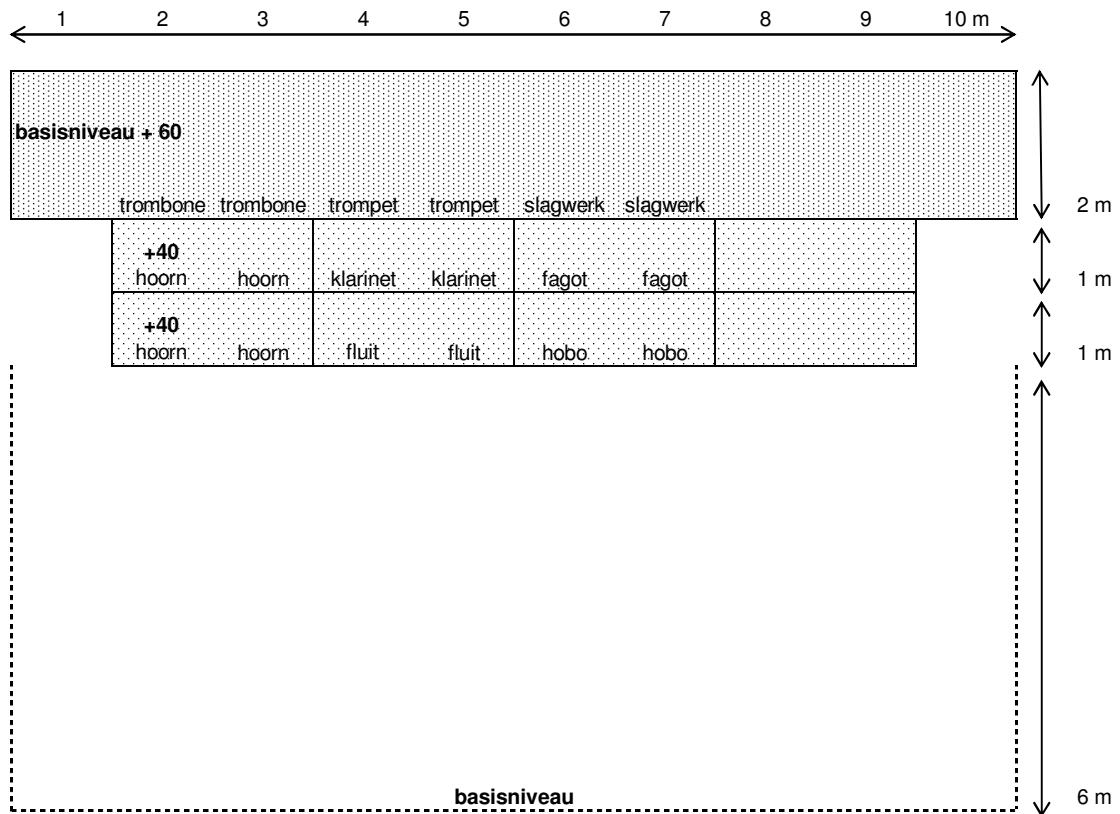 1 2 3 4 5 6 7 8 9 10 m
basisniveau + 60
trombone trombone trompet trompet slagwerk slagwerk
2 m
+40
hoorn hoorn klarinet klarinet fagot fagot
1 m
+40
hoorn hoorn fluit fluit hobo hobo
1 m
basisniveau
6 m